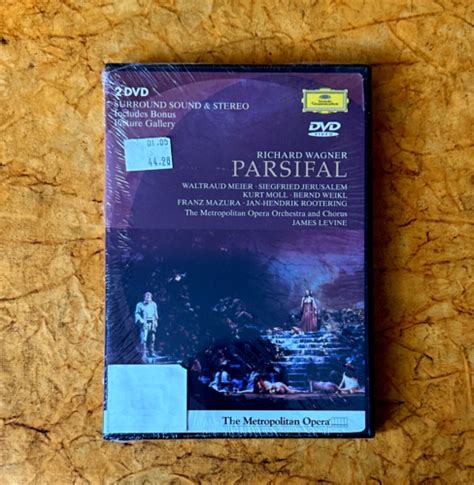 2 DVD
SURROUND SOUND & STEREO
Includes Bonus
Picture Gallery
01.05
44.28
DVD
VIDEO
RICHARD WAGNER
PARSIFAL
WALTRAUD MEIER · SIEGFRIED JERUSALEM
KURT MOLL · BERND WEIKL
FRANZ MAZURA · JAN-HENDRIK ROOTERING
The Metropolitan Opera Orchestra and Chorus
JAMES LEVINE
The Metropolitan Opera